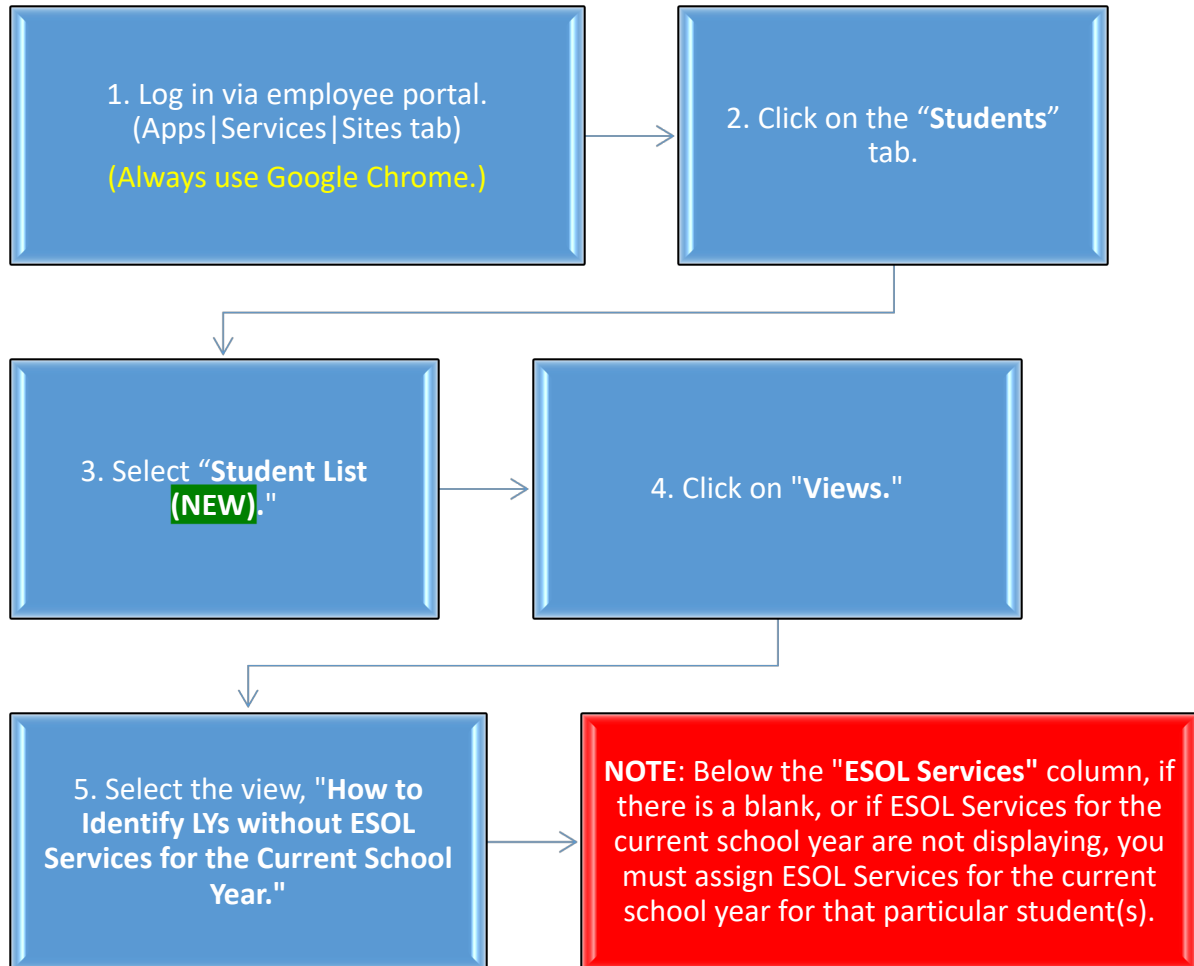 1. Log in via employee portal.
(Apps|Services|Sites tab)
(Always use Google Chrome.)
2. Click on the “Students”
tab.
3. Select “Student List
(NEW)."
4. Click on "Views."
5. Select the view, "How to
Identify LYs without ESOL
Services for the Current School
Year."
NOTE: Below the "ESOL Services" column, if
there is a blank, or if ESOL Services for the
current school year are not displaying, you
must assign ESOL Services for the current
school year for that particular student(s).